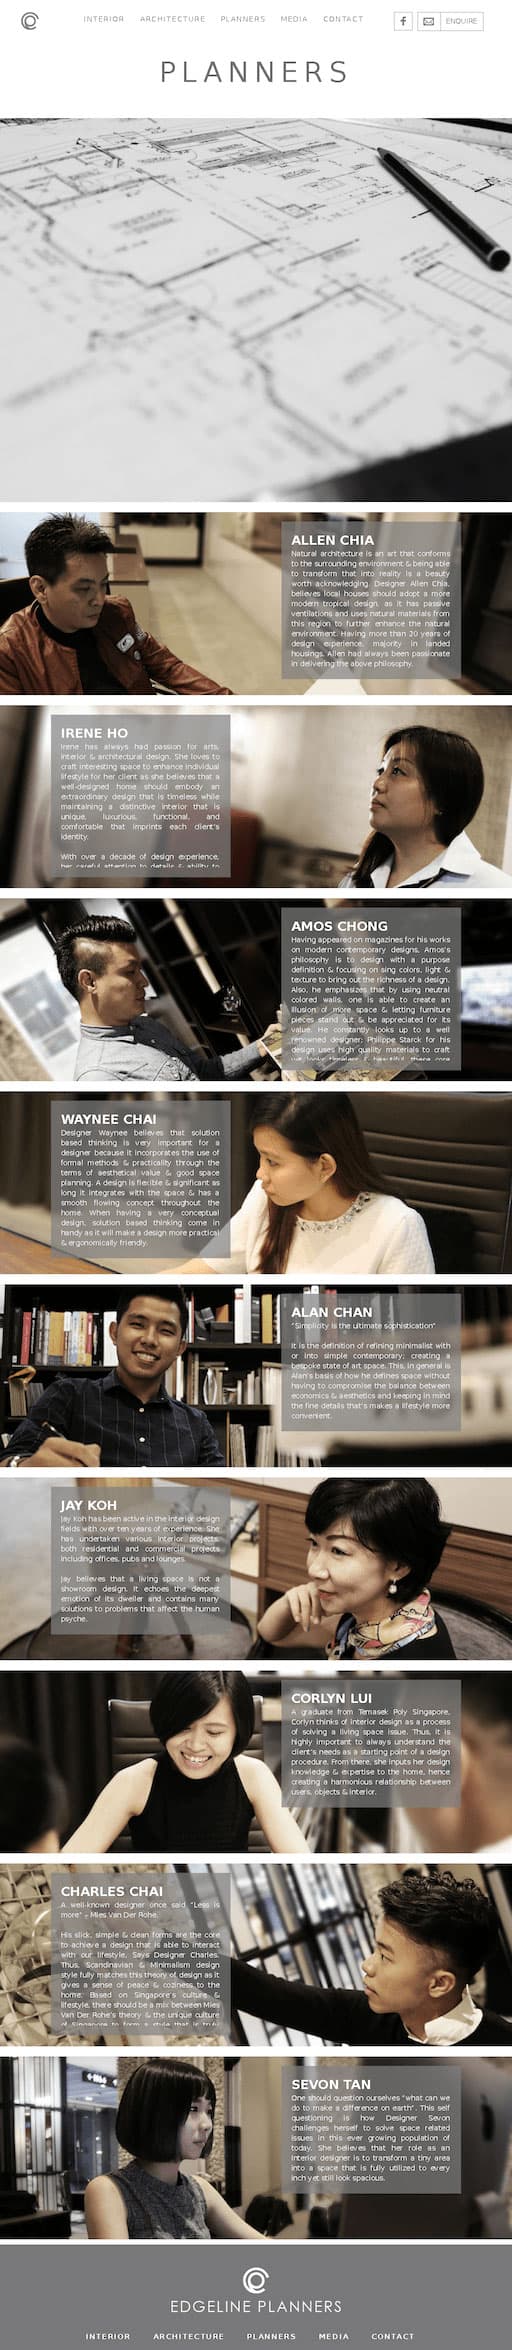 INTERIOR ARCHITECTURE PLANNERS MEDIA CONTACT ENQUIRE
PLANNERS
ALLEN CHIA
Natural architecture is an art that conforms
to the surrounding environment & being able
to transform that into reality is a beauty
worth acknowledging. Designer Allen Chia,
believes local houses should adopt a more
modern tropical design, as it has passive
ventilations and uses natural materials from
this region to further enhance the natural
environment. Having more than 20 years of
design experience, majority in landed
housings. Allen had always been passionate
in delivering the above philosophy.
IRENE HO
Irene has always had passion for arts,
interior & architectural design. She loves to
craft interesting space to enhance individual
lifestyle for her client as she believes that a
well-designed home should embody an
extraordinary design that is timeless while
maintaining a distinctive interior that is
unique, luxurious, functional, and
comfortable that imprints each client's
identity.
With over a decade of design experience,
her careful attention to details & ability to
AMOS CHONG
Having appeared on magazines for his works
on modern contemporary designs, Amos's
philosophy is to design with a purpose
definition & focusing on sing colors, light &
texture to bring out the richness of a design.
Also, he emphasizes that by using neutral
colored walls, one is able to create an
illusion of more space & letting furniture
pieces stand out & be appreciated for its
value. He constantly looks up to a well
renowned designer; Philippe Starck for his
design uses high quality materials to craft
yet looks timeless & beautiful, these core
WAYNEE CHAI
Designer Waynee believes that solution
based thinking is very important for a
designer because it incorporates the use of
formal methods & practicality through the
terms of aesthetical value & good space
planning. A design is flexible & significant as
long it integrates with the space & has a
smooth flowing concept throughout the
home. When having a very conceptual
design, solution based thinking come in
handy as it will make a design more practical
& ergonomically friendly.
ALAN CHAN
"Simplicity is the ultimate sophistication"
It is the definition of refining minimalist with
or into simple contemporary; creating a
bespoke state of art space. This, in general is
Alan's basis of how he defines space without
having to compromise the balance between
economics & aesthetics and keeping in mind
the fine details that's makes a lifestyle more
convenient.
JAY KOH
Jay Koh has been active in the interior design
fields with over ten years of experience. She
has undertaken various interior projects,
both residential and commercial projects
including offices, pubs and lounges.
Jay believes that a living space is not a
showroom design. It echoes the deepest
emotion of its dweller and contains many
solutions to problems that affect the human
psyche.
CORLYN LUI
A graduate from Temasek Poly Singapore,
Corlyn thinks of interior design as a process
of solving a living space issue. Thus, it is
highly important to always understand the
client's needs as a starting point of a design
procedure. From there, she inputs her design
knowledge & expertise to the home, hence
creating a harmonious relationship between
users, objects & interior.
CHARLES CHAI
A well-known designer once said "Less is
more" – Mies Van Der Rohe.
His slick, simple & clean forms are the core
to achieve a design that is able to interact
with our lifestyle, Says Designer Charles.
Thus, Scandinavian & Minimalism design
style fully matches this theory of design as it
gives a sense of peace & coziness to the
home. Based on Singapore's culture &
lifestyle, there should be a mix between Mies
Van Der Rohe's theory & the unique culture
of Singapore to form a style that is truly
SEVON TAN
One should question ourselves "what can we
do to make a difference on earth". This self
questioning is how Designer Sevon
challenges herself to solve space related
issues in this ever growing population of
today. She believes that her role as an
interior designer is to transform a tiny area
into a space that is fully utilized to every
inch yet still look spacious.
EDGELINE PLANNERS
INTERIOR ARCHITECTURE PLANNERS MEDIA CONTACT